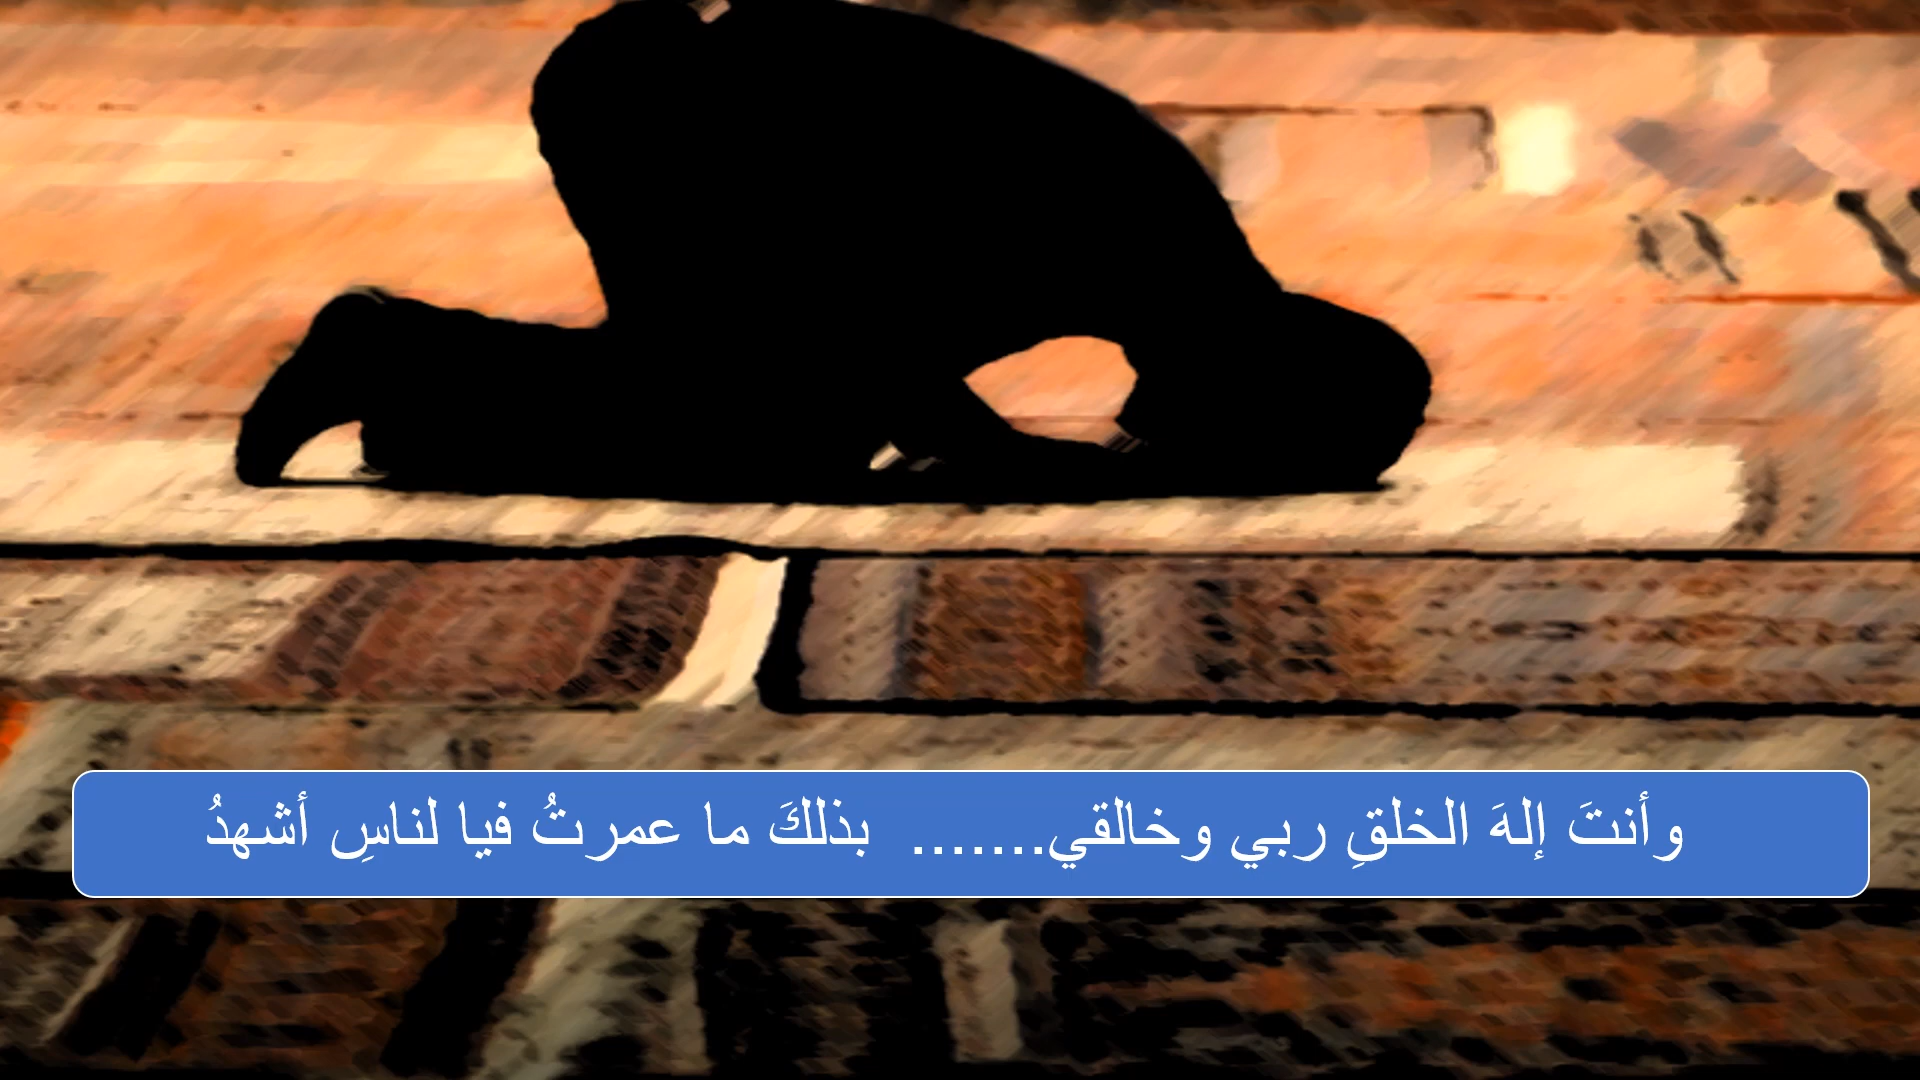 وأنتَ إلهَ الخلقِ ربي وخالقي....... بذلكَ ما عمرتُ فيا لناسِ أشهدُ